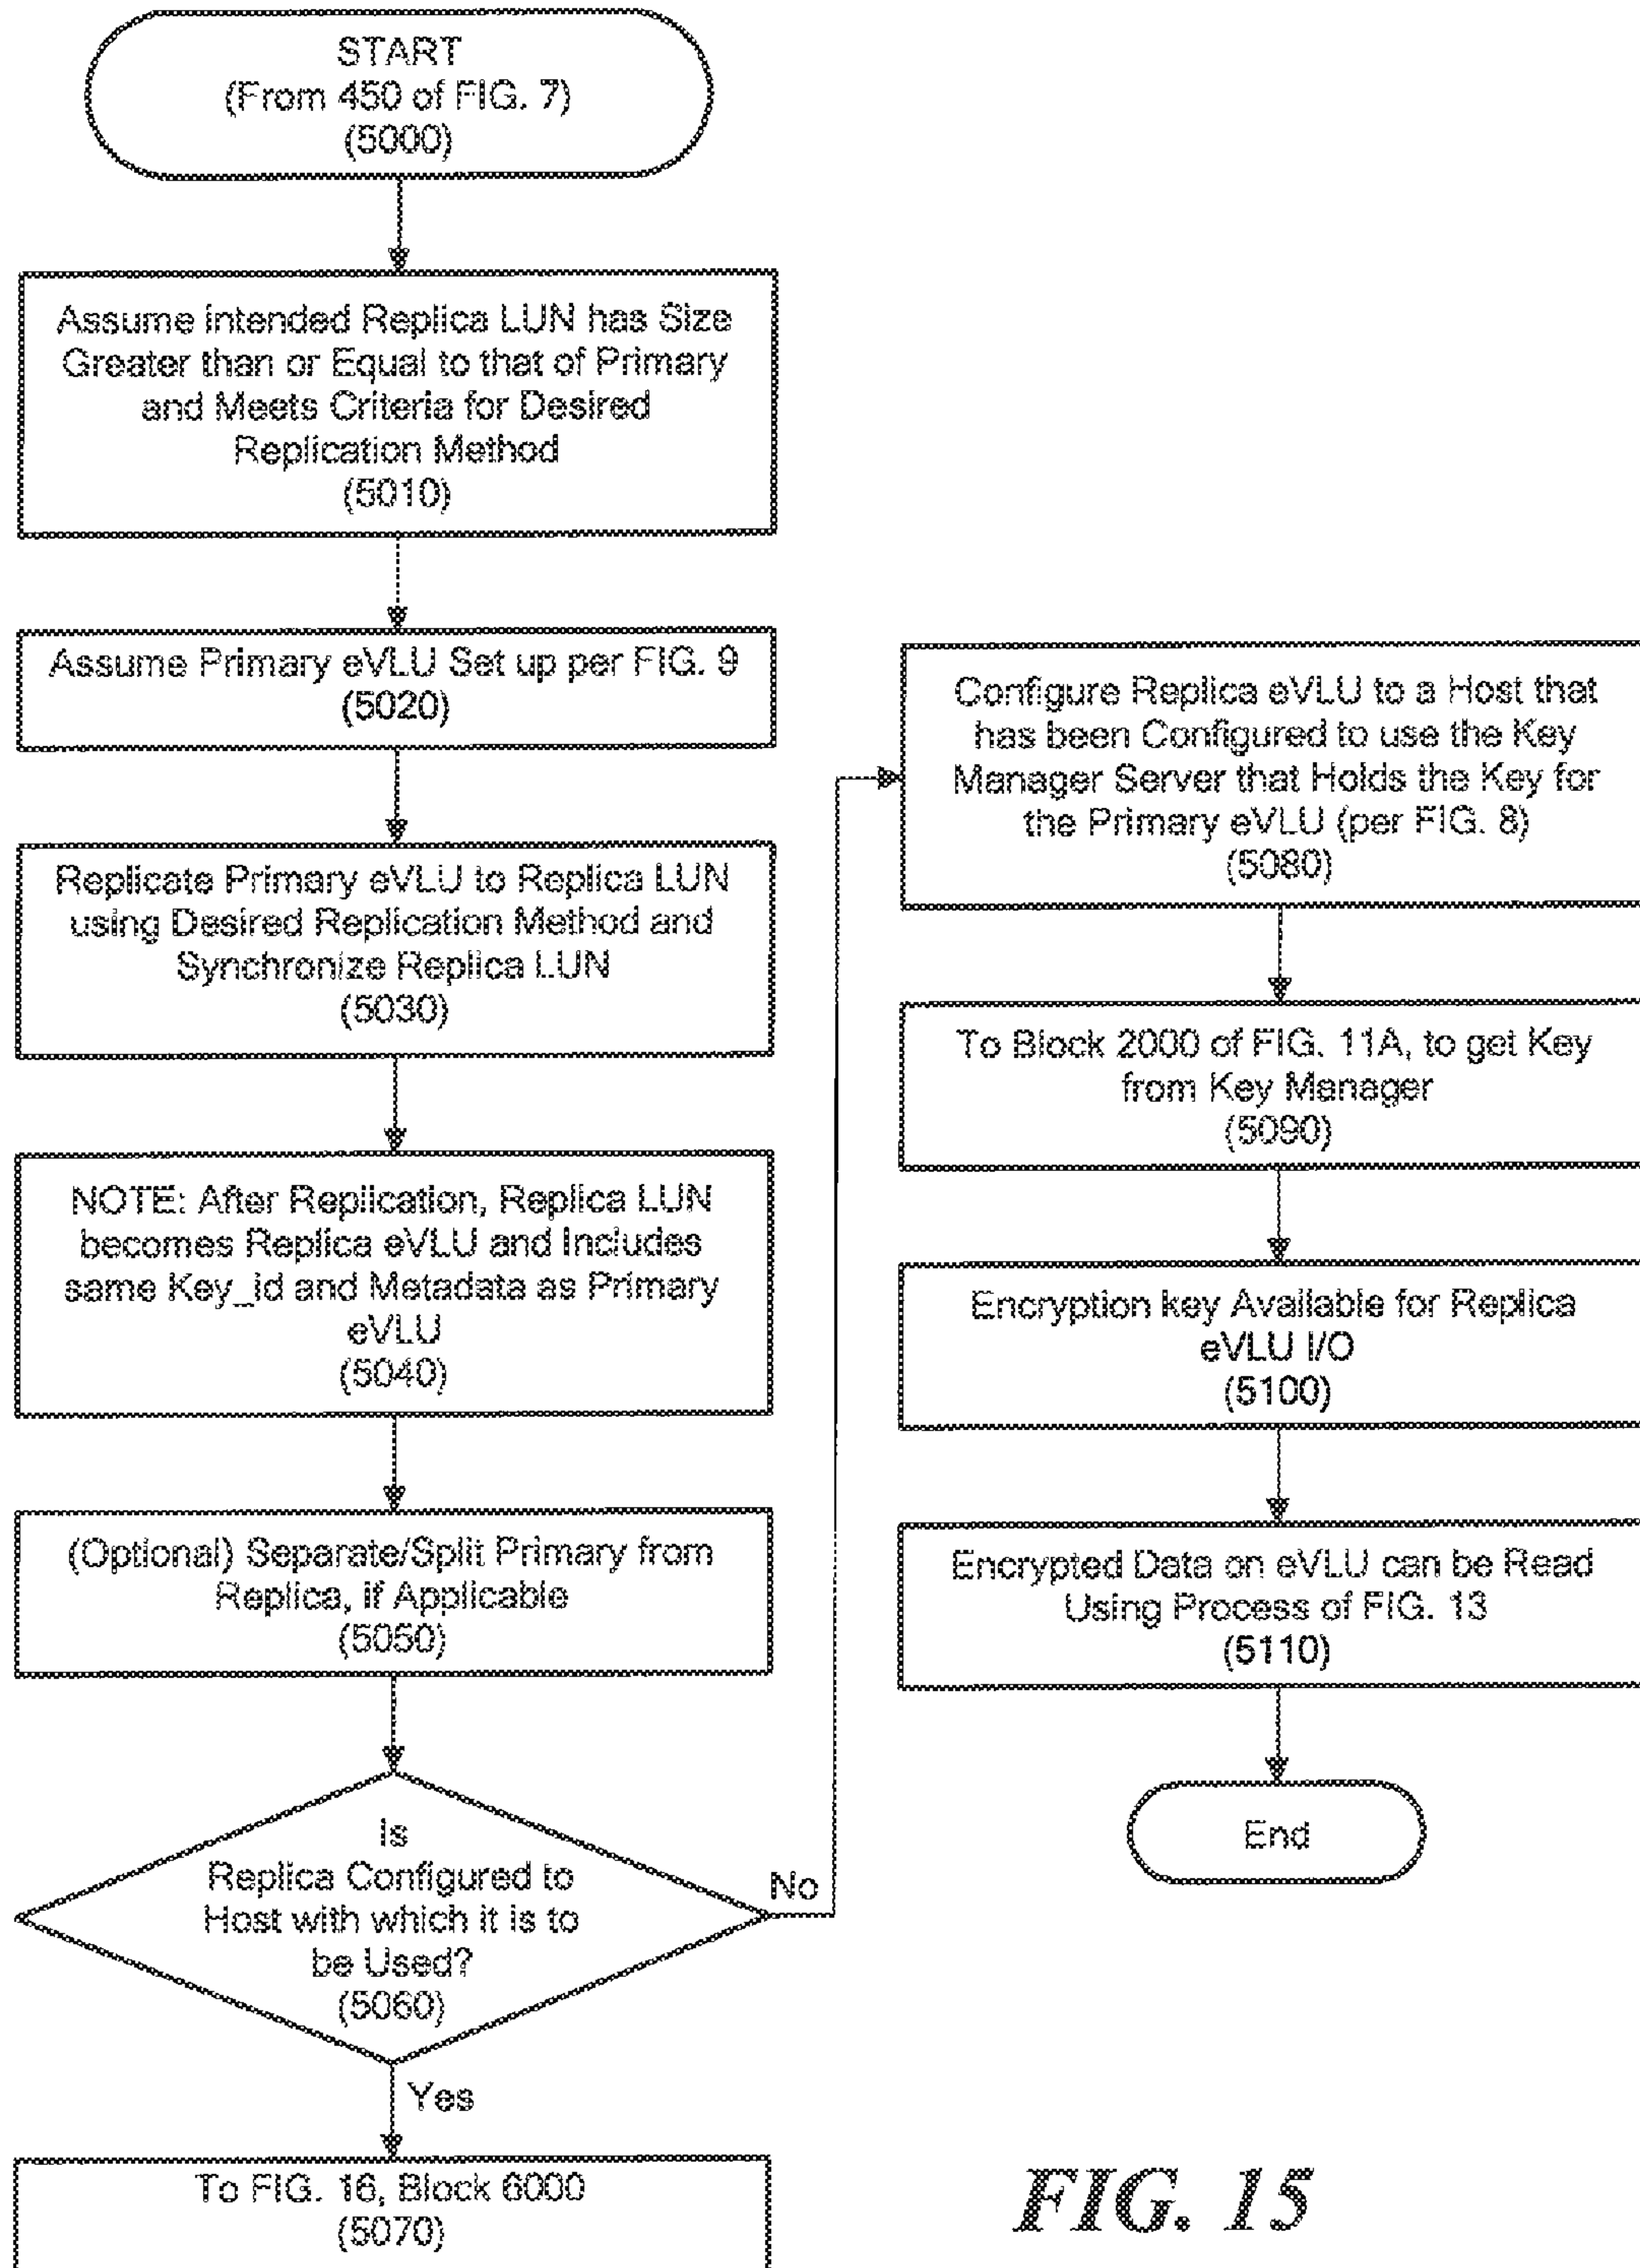 START
(From 450 of FIG. 7)
(5000)
Assume intended Replica LUN has Size
Greater than or Equal to that of Primary
and Meets Criteria for Desired
Replication Method
(5010)
Assume Primary eVLU Set up per FIG. 9
(5020)
Replicate Primary eVLU to Replica LUN
using Desired Replication Method and
Synchronize Replica LUN
(5030)
NOTE: After Replication, Replica LUN
becomes Replica eVLU and Includes
same Key_id and Metadata as Primary
eVLU
(5040)
(Optional) Separate/Split Primary from
Replica, if Applicable
(5050)
Is
Replica Configured to
Host with which it is to
be Used?
(5060)
No
Yes
To FIG. 16, Block 6000
(5070)
Configure Replica eVLU to a Host that
has been Configured to use the Key
Manager Server that Holds the Key for
the Primary eVLU (per FIG. 8)
(5080)
To Block 2000 of FIG. 11A, to get Key
from Key Manager
(5090)
Encryption key Available for Replica
eVLU I/O
(5100)
Encrypted Data on eVLU can be Read
Using Process of FIG. 13
(5110)
End
FIG. 15